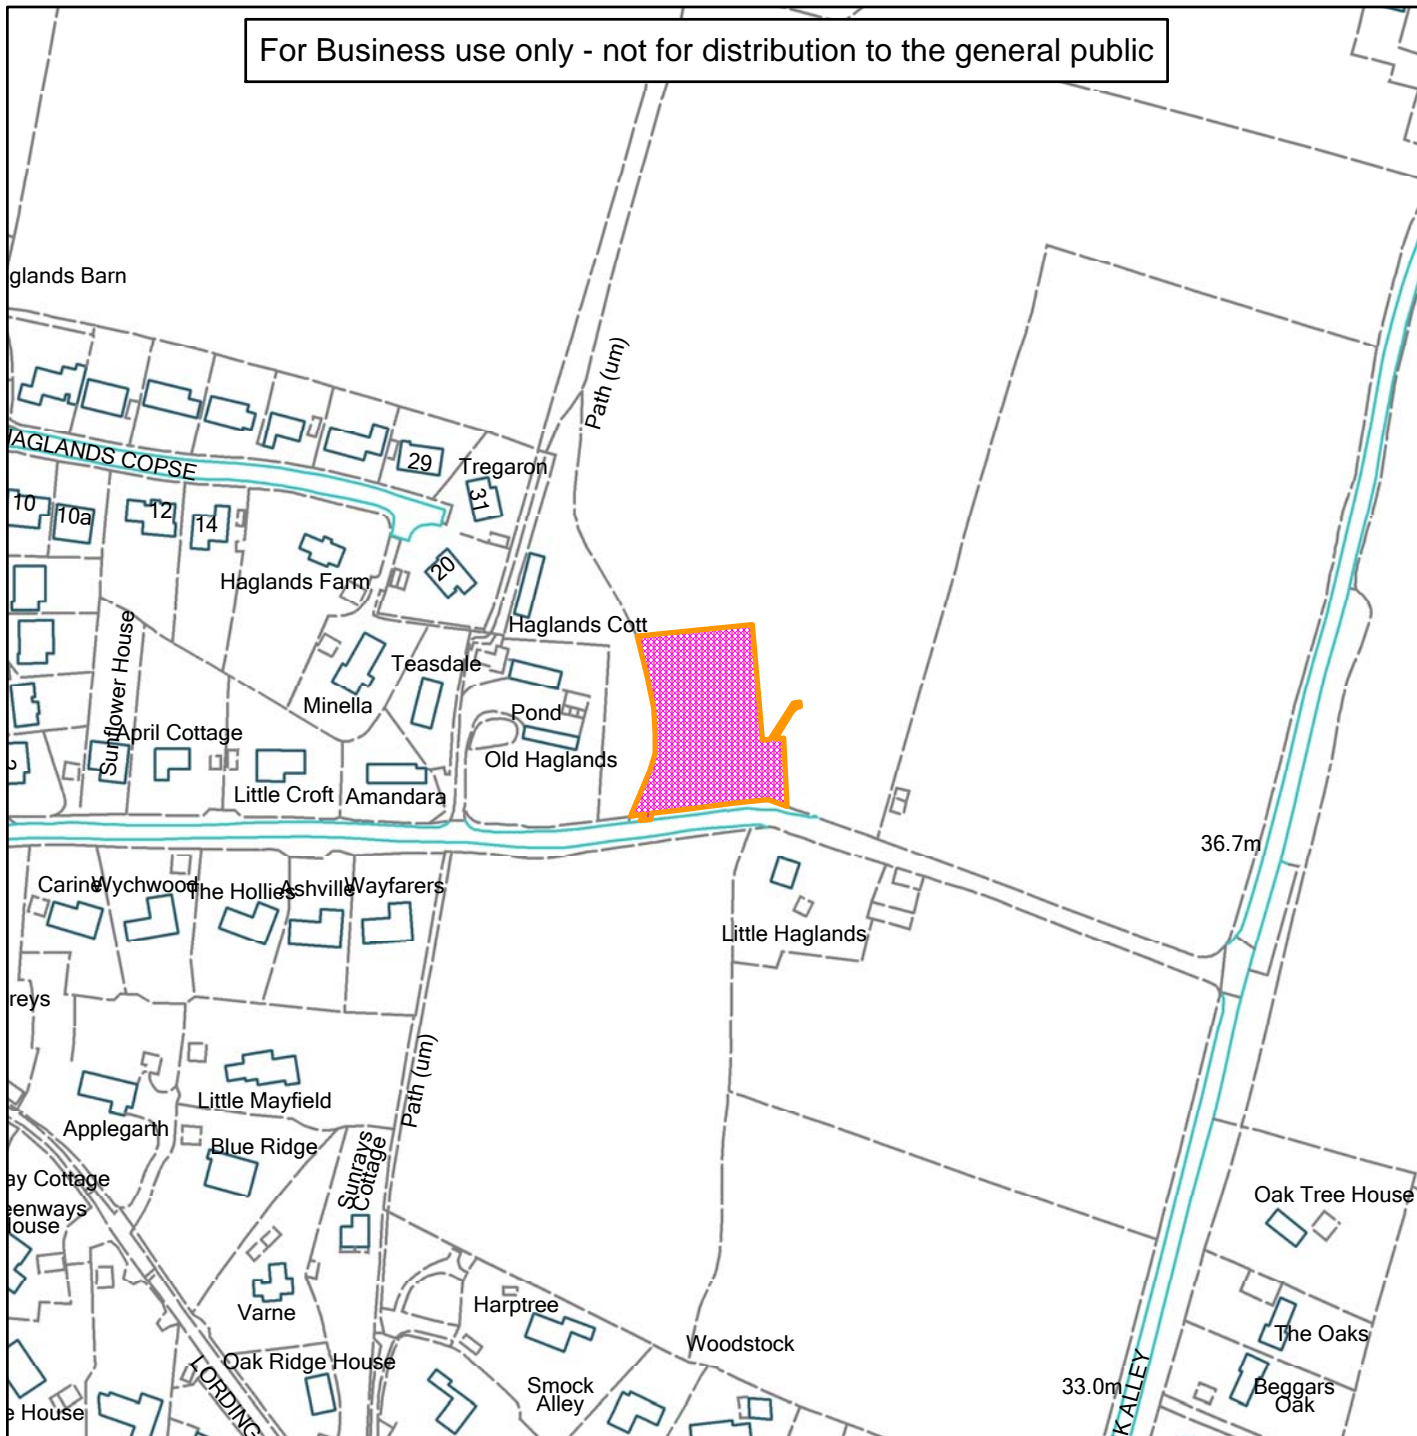 For Business use only - not for distribution to the general public
glands Barn
Path (um)
HAGLANDS COPSE
29
Tregaron
31
10
10a
12
14
20
Haglands Farm
Haglands Cott
Sunflower House
Teasdale
Minella
Pond
April Cottage
Old Haglands
Little Croft
Amandara
36.7m
Carine
Wychwood
The Hollies
Ashville
Wayfarers
Little Haglands
reys
Path (um)
Little Mayfield
Applegarth
Blue Ridge
Sunrays
Cottage
ay Cottage
eenways
ouse
Oak Tree House
Varne
Harptree
Woodstock
The Oaks
Oak Ridge House
LORDING
Smock
Alley
33.0m
K ALLEY
Beggars
Oak
e House